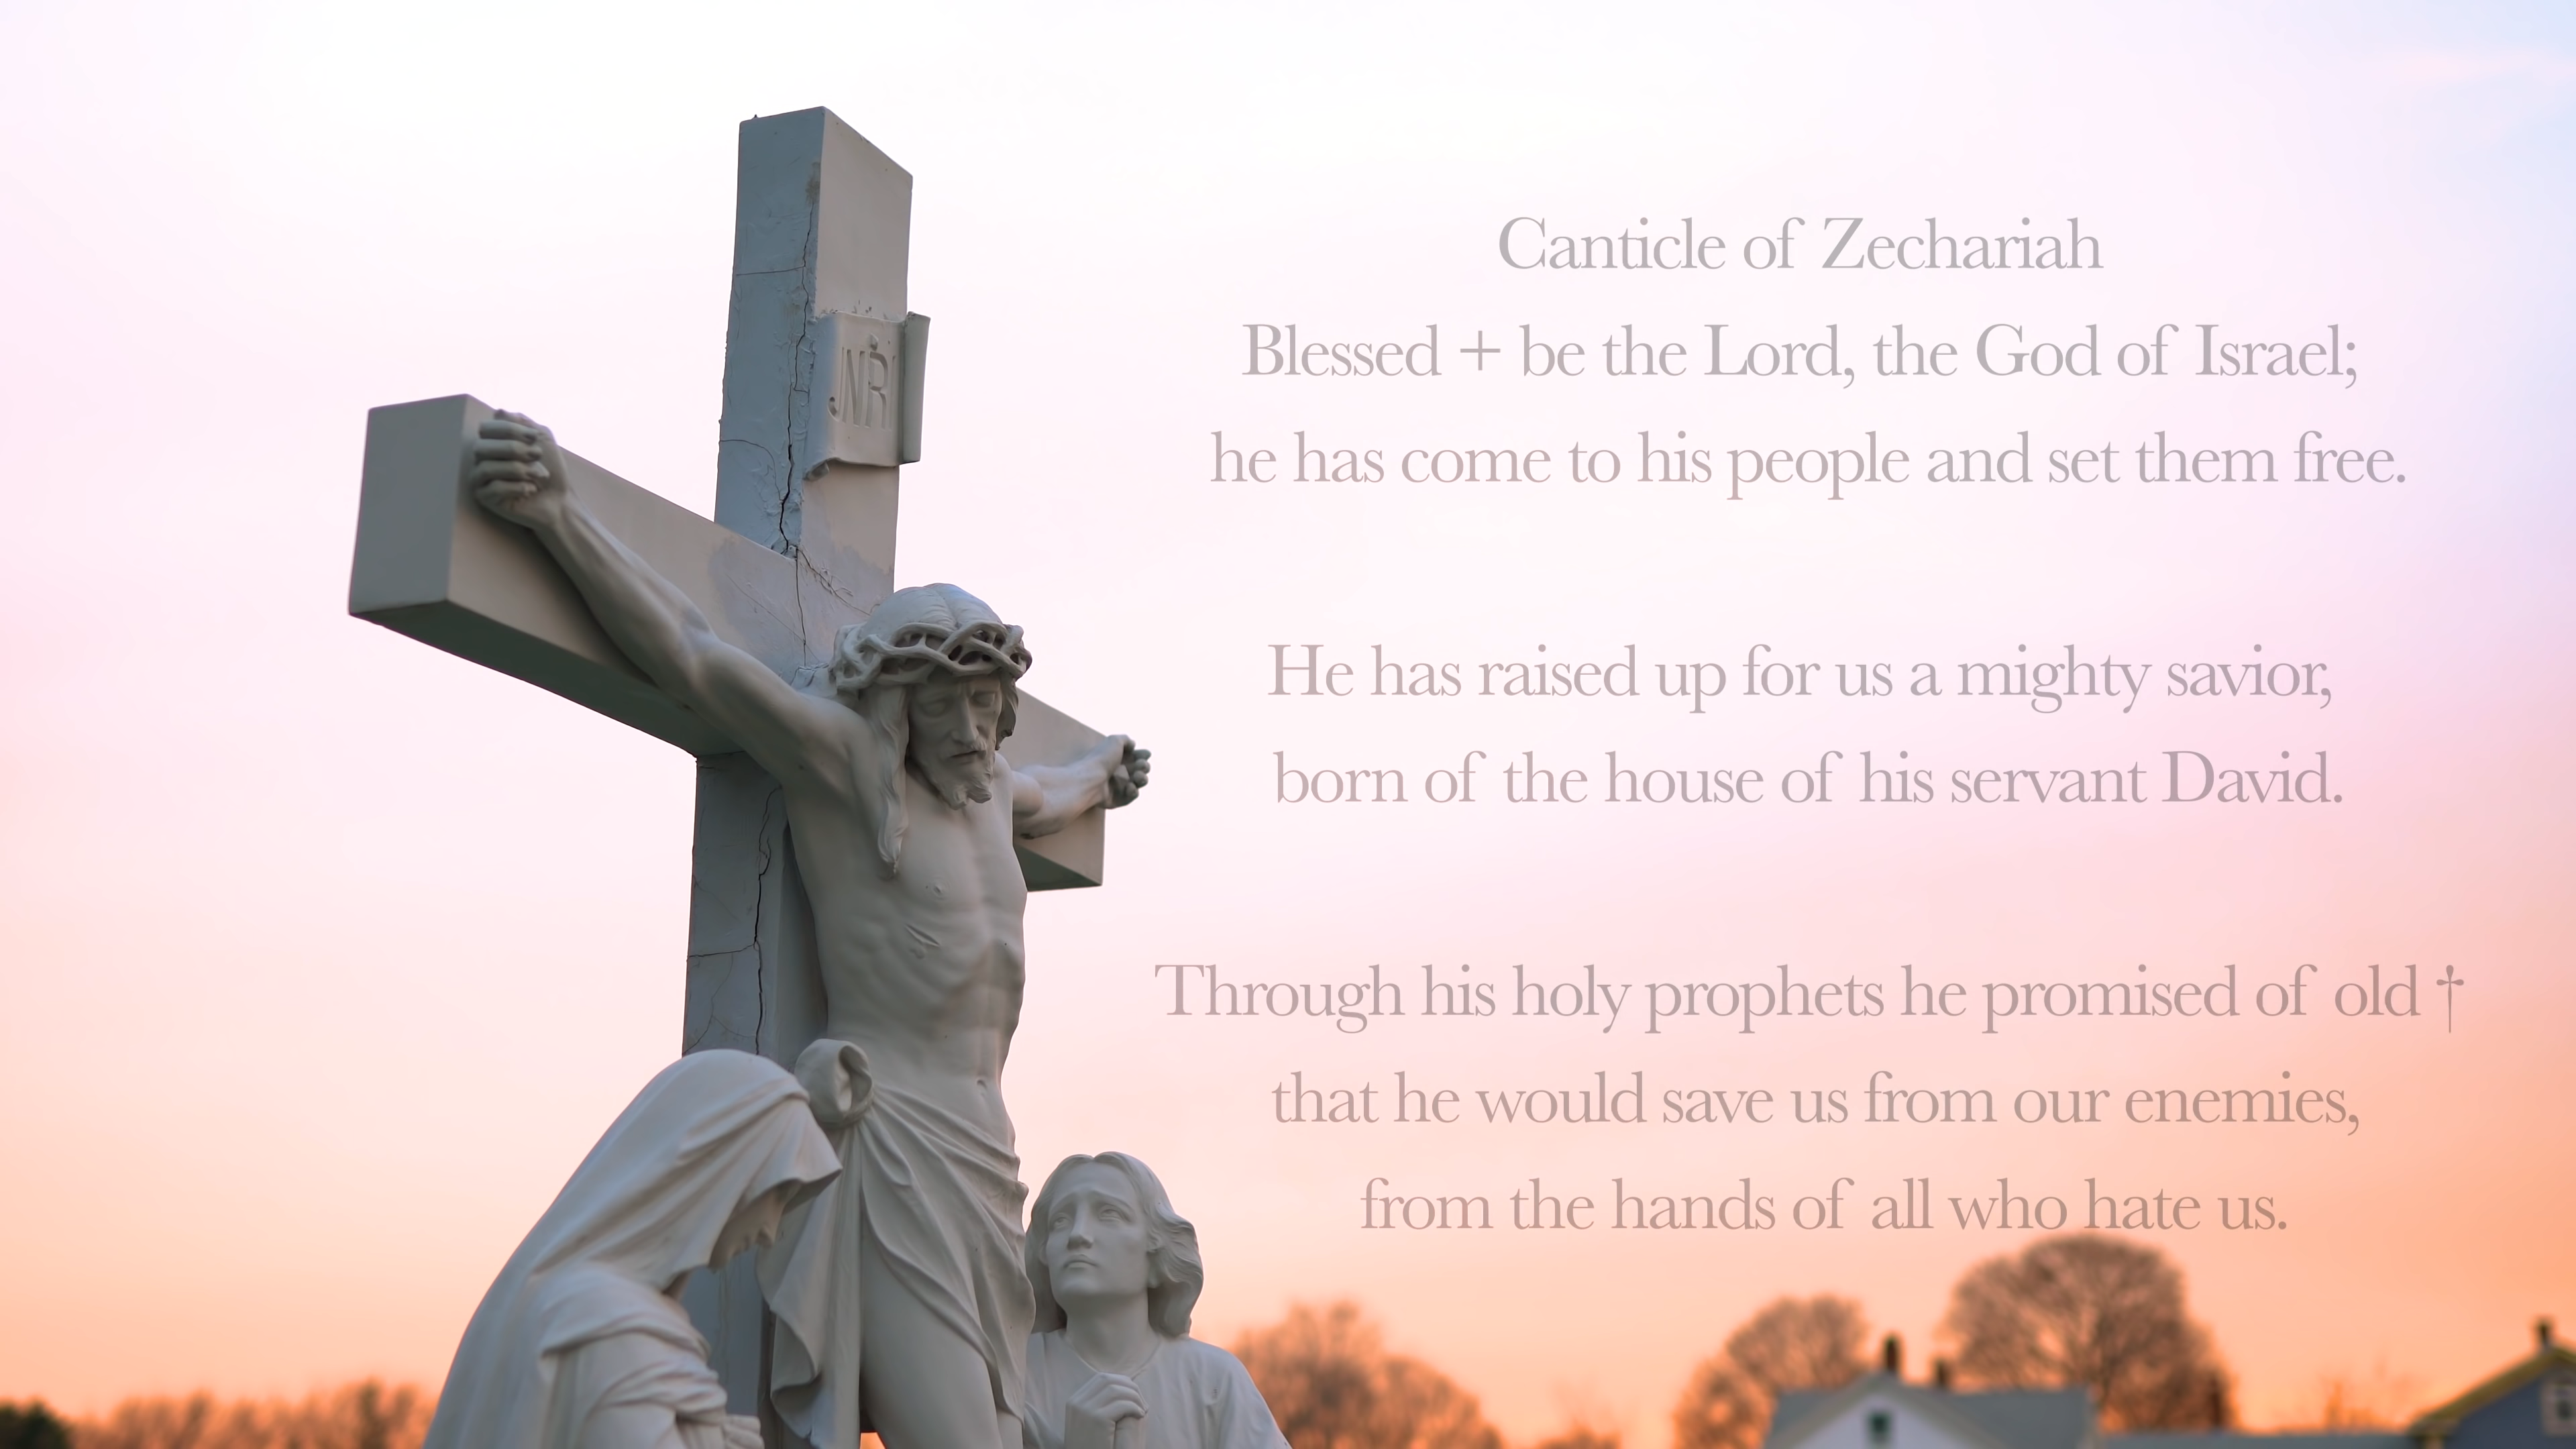 JNRI
Canticle of Zechariah
Blessed + be the Lord, the God of Israel;
he has come to his people and set them free.
He has raised up for us a mighty savior,
born of the house of his servant David.
Through his holy prophets he promised of old †
that he would save us from our enemies,
from the hands of all who hate us.